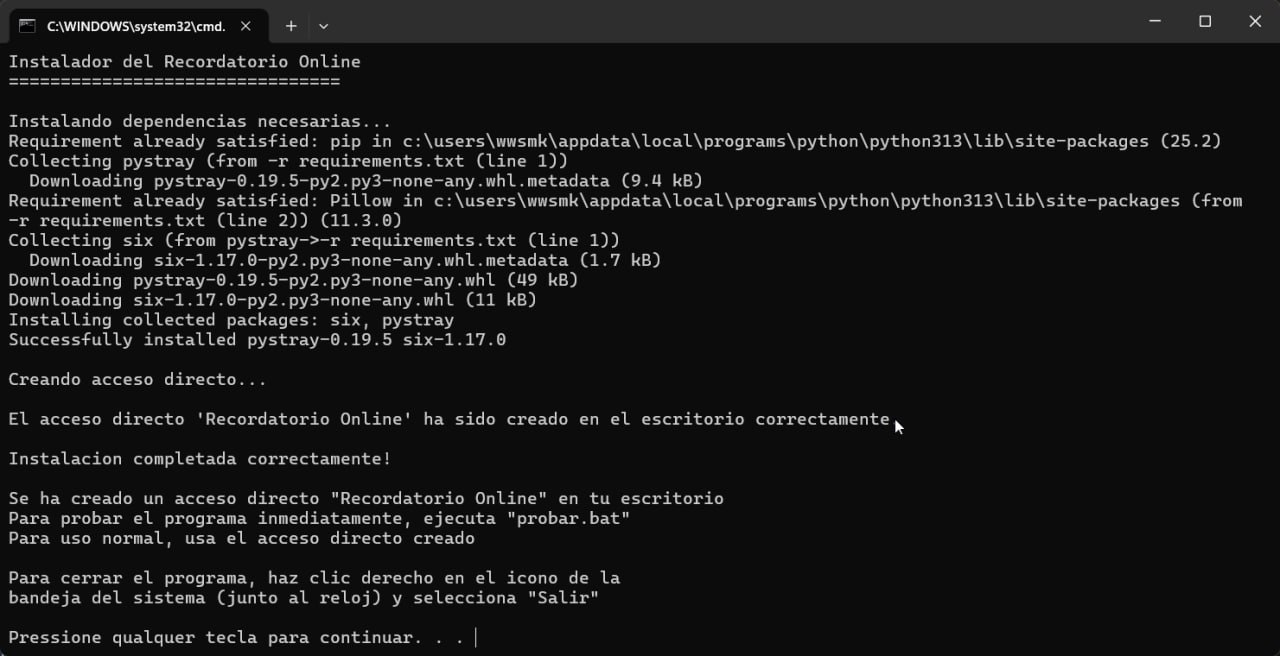 C:\WINDOWS\system32\cmd.
Instalador del Recordatorio Online
================================
Instalando dependencias necesarias...
Requirement already satisfied: pip in c:\users\wwsmk\appdata\local\programs\python\python313\lib\site-packages (25.2)
Collecting pystray (from -r requirements.txt (line 1))
  Downloading pystray-0.19.5-py2.py3-none-any.whl.metadata (9.4 kB)
Requirement already satisfied: Pillow in c:\users\wwsmk\appdata\local\programs\python\python313\lib\site-packages (from
-r requirements.txt (line 2)) (11.3.0)
Collecting six (from pystray->-r requirements.txt (line 1))
  Downloading six-1.17.0-py2.py3-none-any.whl.metadata (1.7 kB)
Downloading pystray-0.19.5-py2.py3-none-any.whl (49 kB)
Downloading six-1.17.0-py2.py3-none-any.whl (11 kB)
Installing collected packages: six, pystray
Successfully installed pystray-0.19.5 six-1.17.0
Creando acceso directo...
El acceso directo 'Recordatorio Online' ha sido creado en el escritorio correctamente.
Instalacion completada correctamente!
Se ha creado un acceso directo "Recordatorio Online" en tu escritorio
Para probar el programa inmediatamente, ejecuta "probar.bat"
Para uso normal, usa el acceso directo creado
Para cerrar el programa, haz clic derecho en el icono de la
bandeja del sistema (junto al reloj) y selecciona "Salir"
Pressione qualquer tecla para continuar. . .